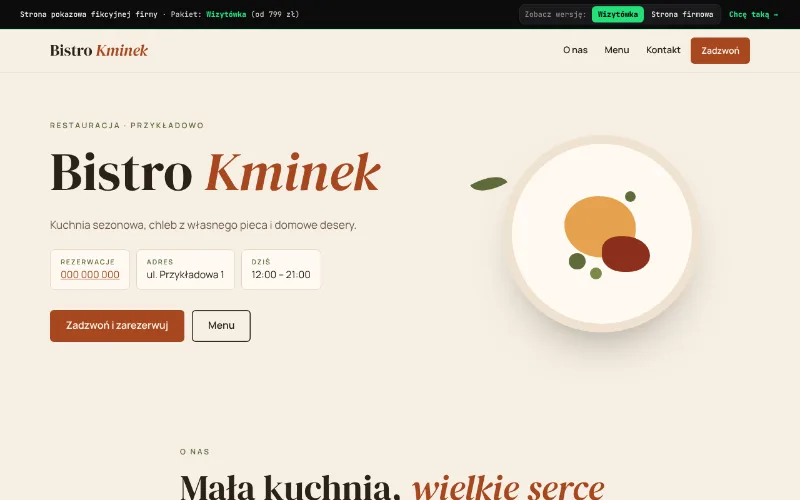 Strona pokazowa fikcyjnej firmy · Pakiet: Wizytówka (od 799 zł)
Zobacz wersję: Wizytówka Strona firmowa Chcę taką →
Bistro Kminek
O nas Menu Kontakt Zadzwoń
RESTAURACJA · PRZYKŁADOWO
Bistro Kminek
Kuchnia sezonowa, chleb z własnego pieca i domowe desery.
REZERWACJE
000 000 000
ADRES
ul. Przykładowa 1
DZIŚ
12:00 – 21:00
Zadzwoń i zarezerwuj
Menu
O NAS
Mała kuchnia, wielkie serce